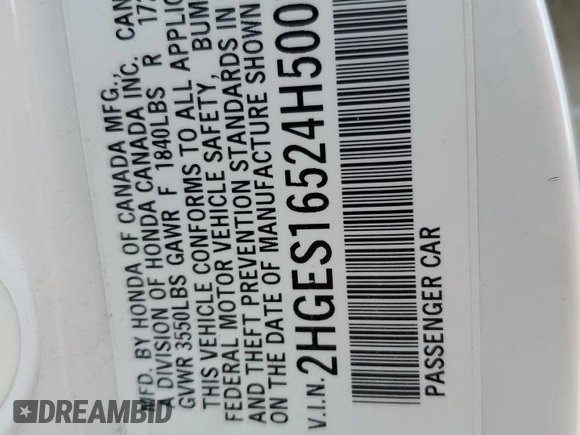 MFD. BY HONDA OF CANADA MFG.,
A DIVISION OF HONDA CANADA INC. CAN
GVWR 3550LBS GAWR F 1840LBS R 17
THIS VEHICLE CONFORMS TO ALL APPLIC
FEDERAL MOTOR VEHICLE SAFETY, BUM
AND THEFT PREVENTION STANDARDS IN
ON THE DATE OF MANUFACTURE SHOWN
V.I.N. 2HGES16524H500
PASSENGER CAR
DREAMBID